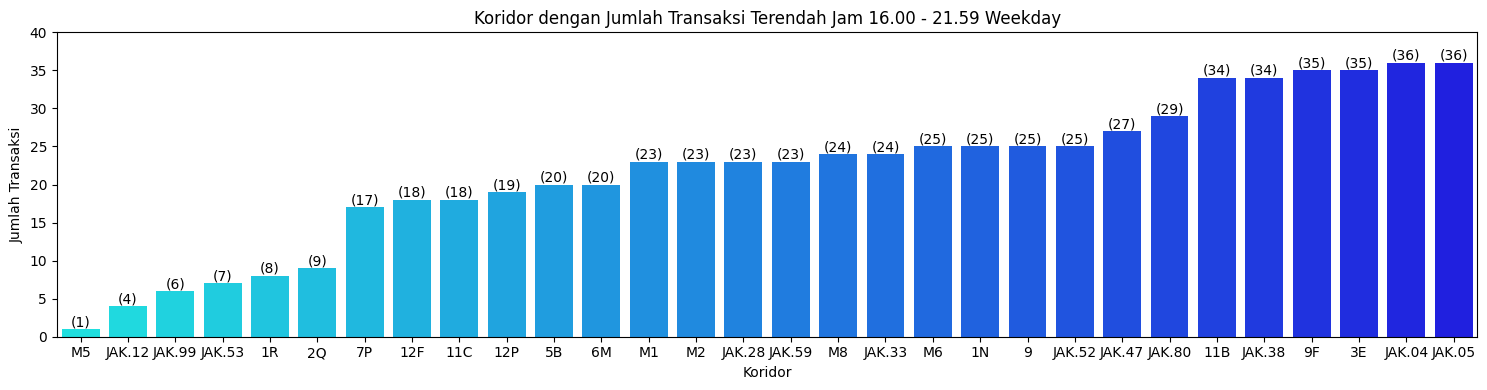 Koridor dengan Jumlah Transaksi Terendah Jam 16.00 - 21.59 Weekday
Jumlah Transaksi
40
35
30
25
20
15
10
5
0
(1) (4) (6) (7) (8) (9) (17) (18) (18) (19) (20) (20) (23) (23) (23) (23) (24) (24) (25) (25) (25) (25) (27) (29) (34) (34) (35) (35) (36) (36)
M5 JAK.12 JAK.99 JAK.53 1R 2Q 7P 12F 11C 12P 5B 6M M1 M2 JAK.28 JAK.59 M8 JAK.33 M6 1N 9 JAK.52 JAK.47 JAK.80 11B JAK.38 9F 3E JAK.04 JAK.05
Koridor